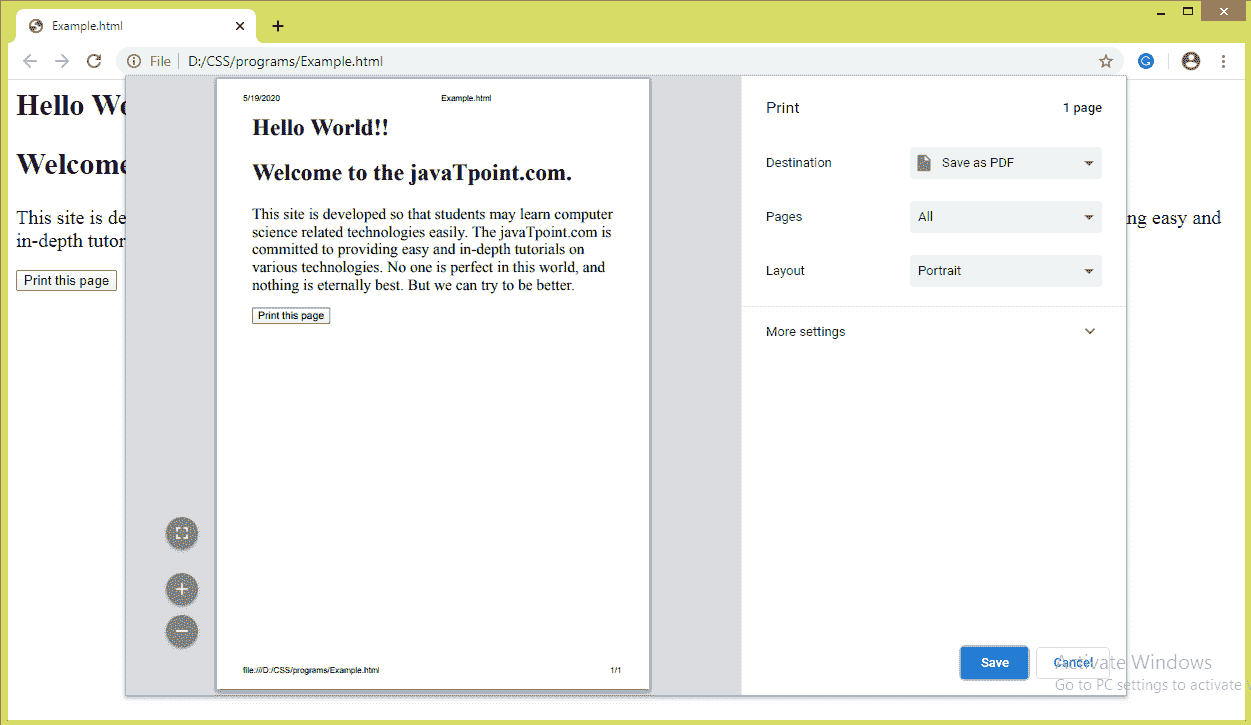 Example.html
File
D:/CSS/programs/Example.html
Hello Wo
Welcome
This site is de
in-depth tutor
Print this page
ng easy and
5/19/2020 Example.html
Hello World!!
Welcome to the javaTpoint.com.
This site is developed so that students may learn computer
science related technologies easily. The javaTpoint.com is
committed to providing easy and in-depth tutorials on
various technologies. No one is perfect in this world, and
nothing is eternally best. But we can try to be better.
Print this page
file:///D:/CSS/programs/Example.html 1/1
Print 1 page
Destination Save as PDF
Pages All
Layout Portrait
More settings
Save Cancel
Activate Windows
Go to PC settings to activate